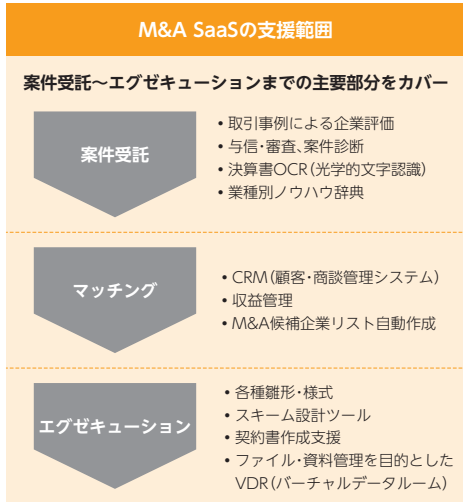 M&A SaaSの支援範囲
案件受託～エグゼキューションまでの主要部分をカバー
案件受託
•取引事例による企業評価
•与信・審査、案件診断
•決算書OCR（光学的文字認識）
•業種別ノウハウ辞典
マッチング
•CRM（顧客・商談管理システム）
•収益管理
•M&A候補企業リスト自動作成
エグゼキューション
•各種雛形・様式
•スキーム設計ツール
•契約書作成支援
•ファイル・資料管理を目的とした
VDR（バーチャルデータルーム）